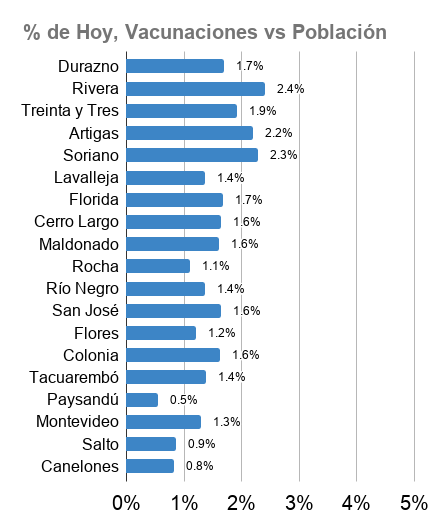 % de Hoy, Vacunaciones vs Población
Durazno 1.7%
Rivera 2.4%
Treinta y Tres 1.9%
Artigas 2.2%
Soriano 2.3%
Lavalleja 1.4%
Florida 1.7%
Cerro Largo 1.6%
Maldonado 1.6%
Rocha 1.1%
Río Negro 1.4%
San José 1.6%
Flores 1.2%
Colonia 1.6%
Tacuarembó 1.4%
Paysandú 0.5%
Montevideo 1.3%
Salto 0.9%
Canelones 0.8%
0% 1% 2% 3% 4% 5%